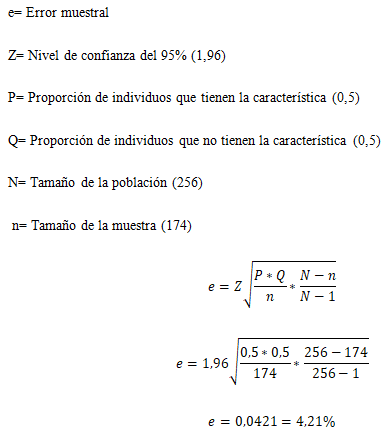 e= Error muestral
Z= Nivel de confianza del 95% (1,96)
P= Proporción de individuos que tienen la característica (0,5)
Q= Proporción de individuos que no tienen la característica (0,5)
N= Tamaño de la población (256)
n= Tamaño de la muestra (174)
e = Z √(P ∗ Q / n ∗ N − n / N − 1)
e = 1,96 √(0,5 ∗ 0,5 / 174 ∗ 256 − 174 / 256 − 1)
e = 0,0421 = 4,21%